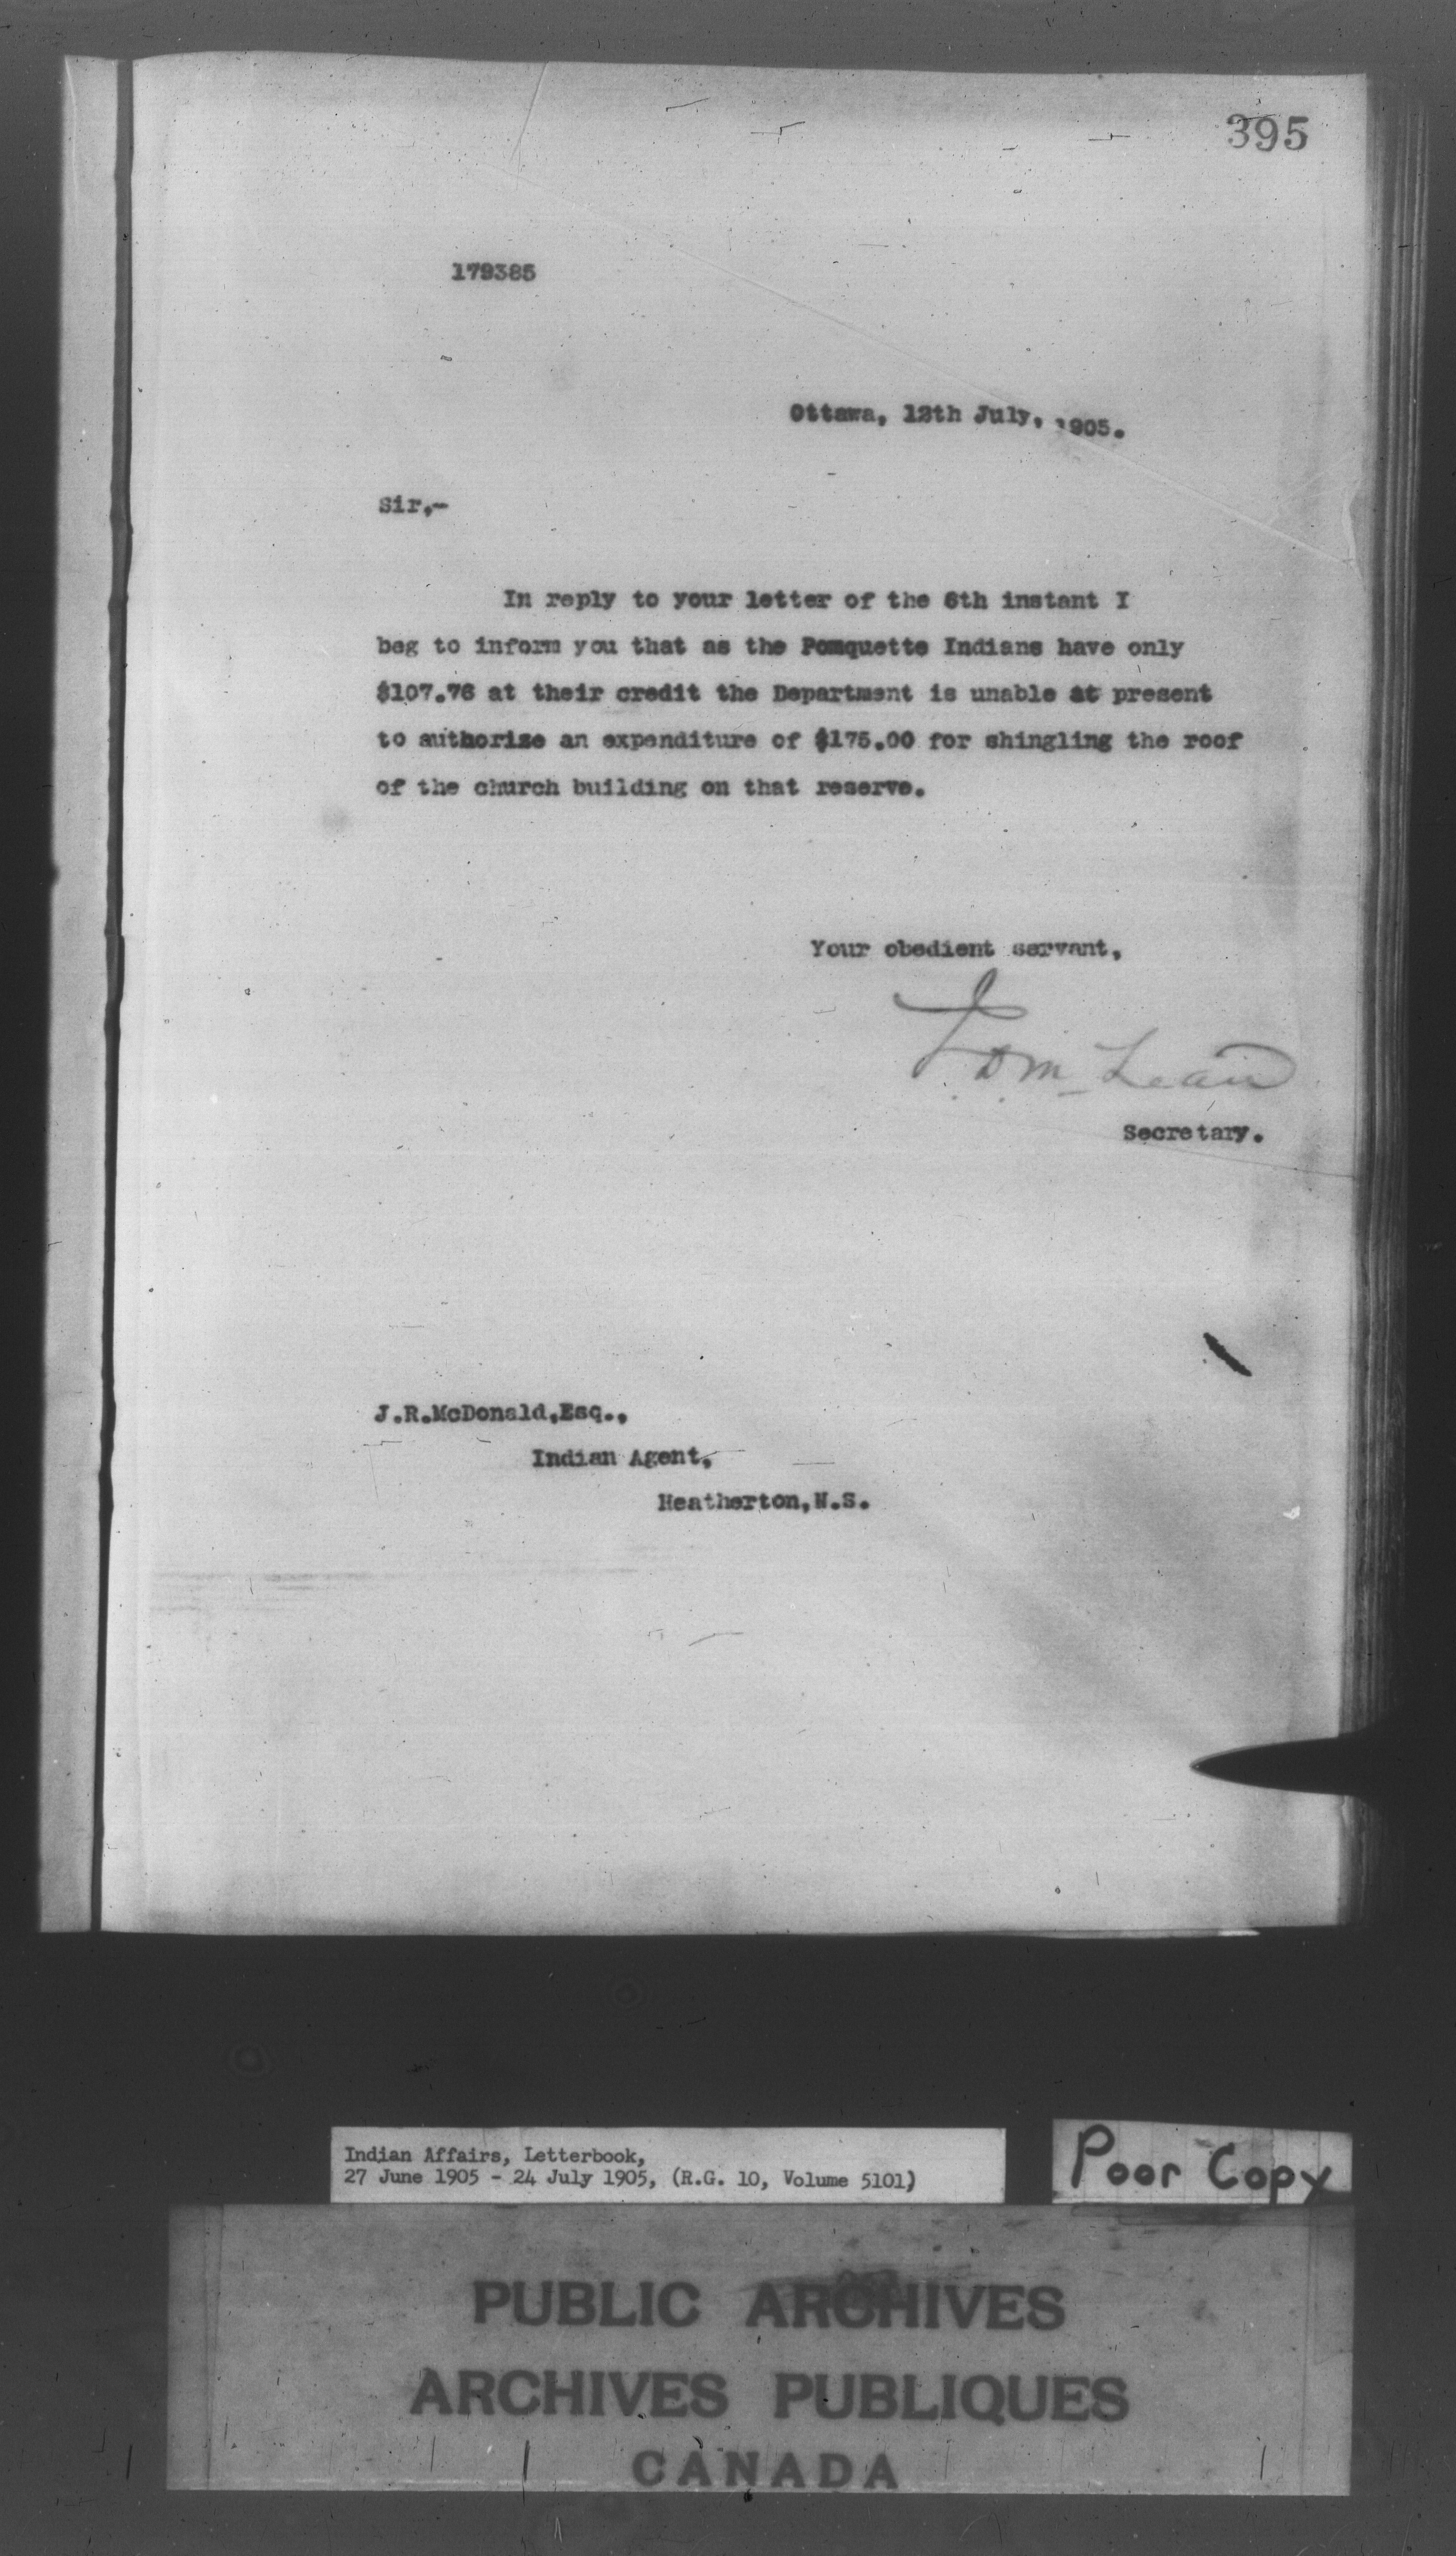 395
179385
Ottawa, 12th July, 1905.
Sir,-
In reply to your letter of the 6th instant I
beg to inform you that as the Pomquette Indians have only
$107.76 at their credit the Department is unable at present
to authorize an expenditure of $175.00 for shingling the roof
of the church building on that reserve.
Your obedient servant,
Secretary.
J.R.McDonald,Esq.,
Indian Agent,
Heatherton,N.S.
Indian Affairs, Letterbook,
27 June 1905 - 24 July 1905, (R.G. 10, Volume 5101)
Poor Copy
PUBLIC ARCHIVES
ARCHIVES PUBLIQUES
CANADA